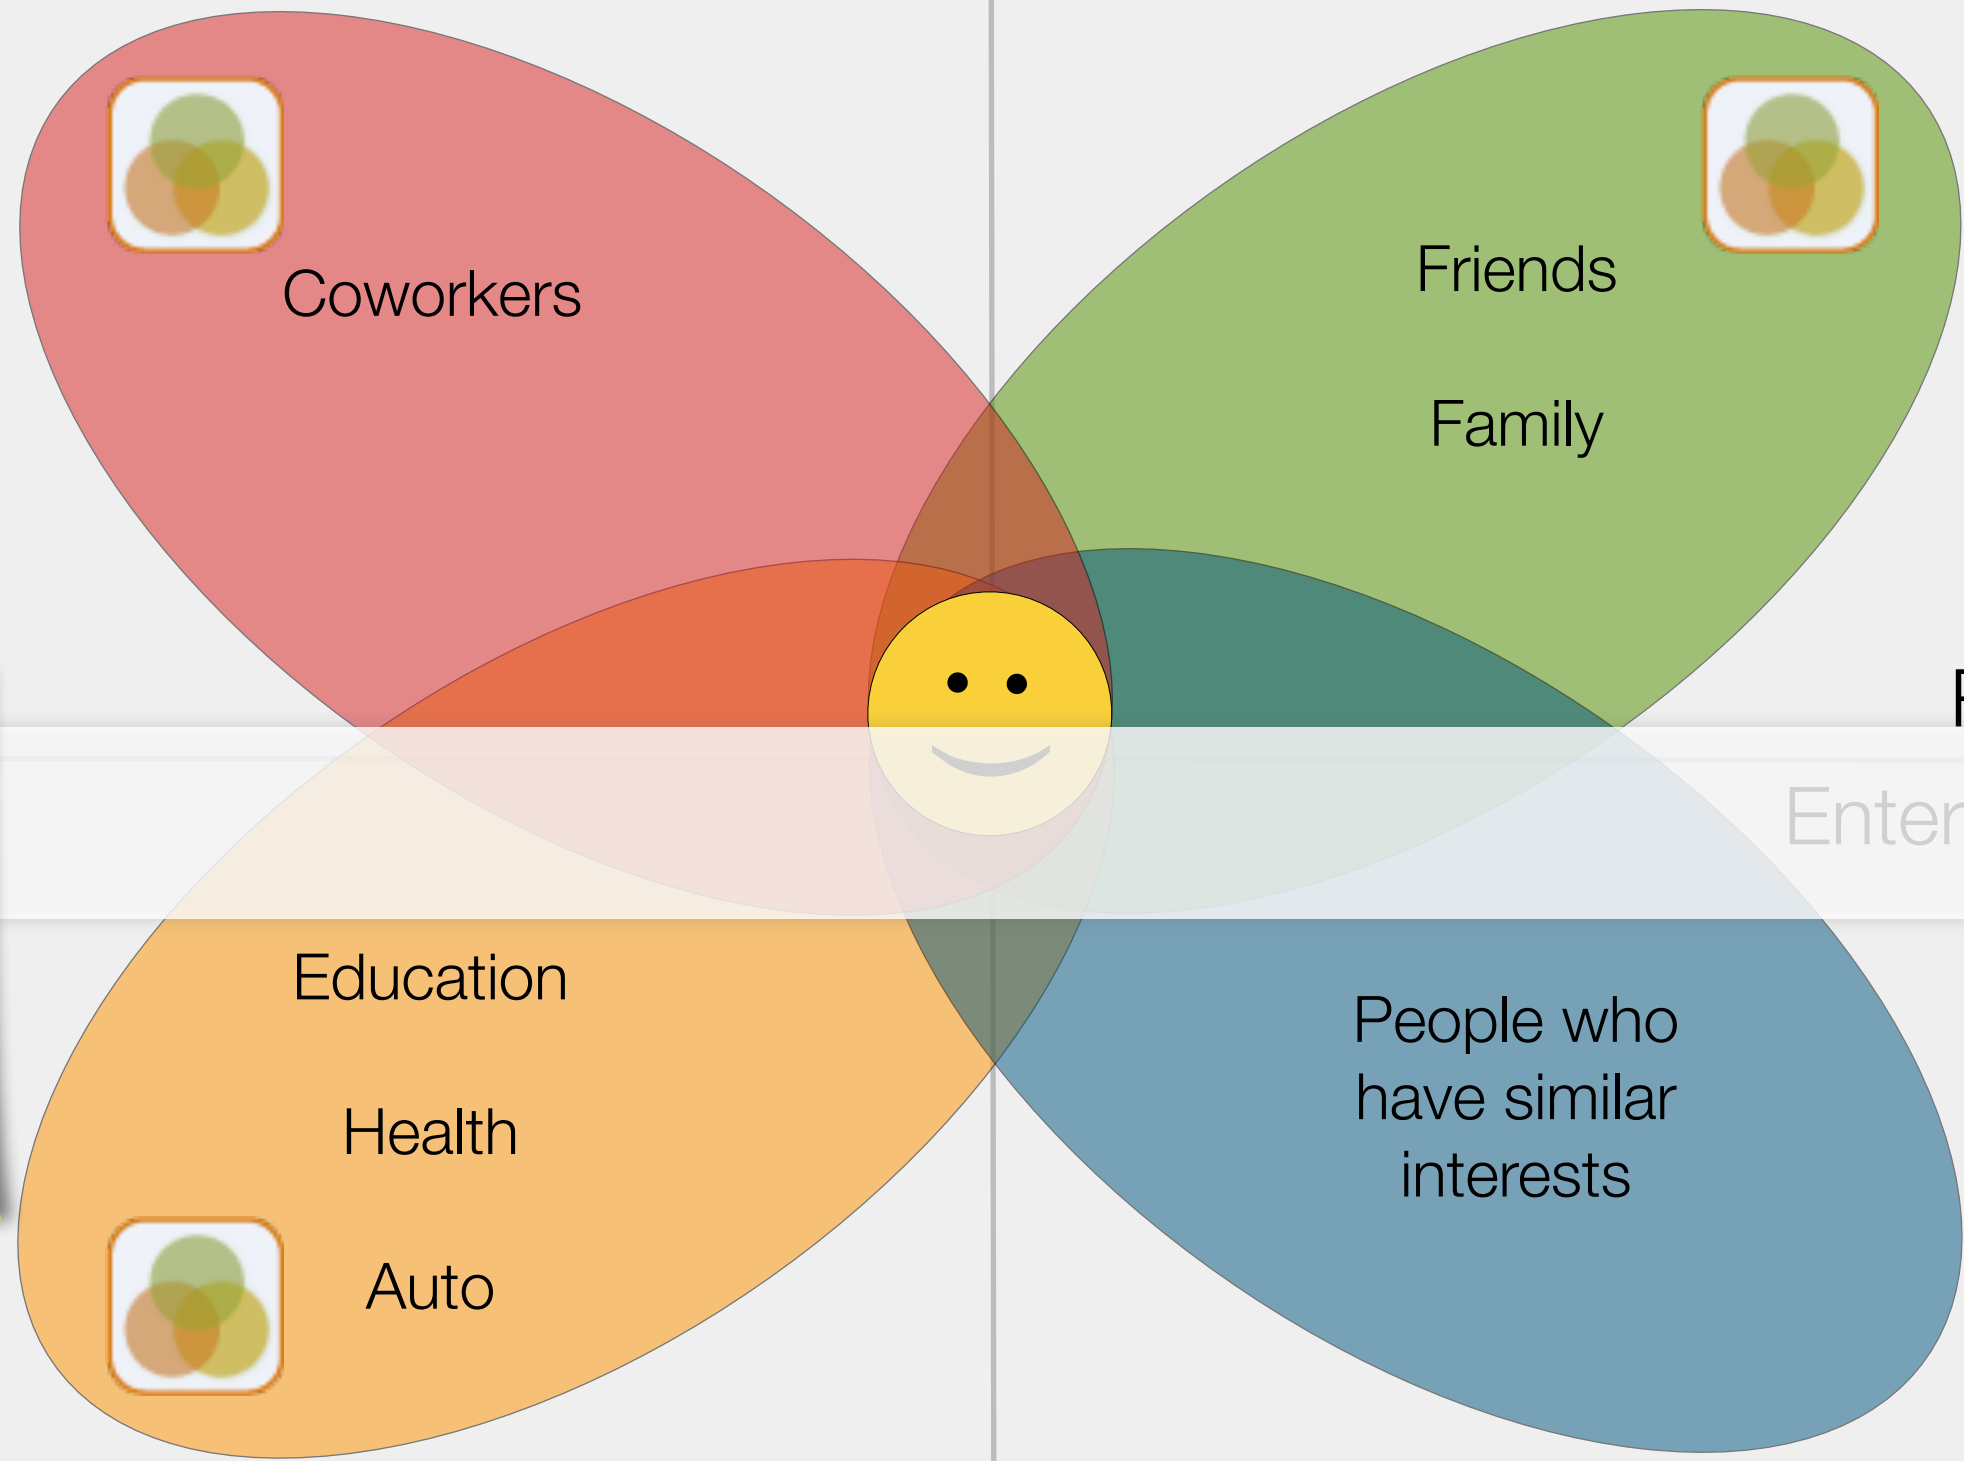 Coworkers
Friends
Family
Enter
Education
Health
Auto
People who
have similar
interests